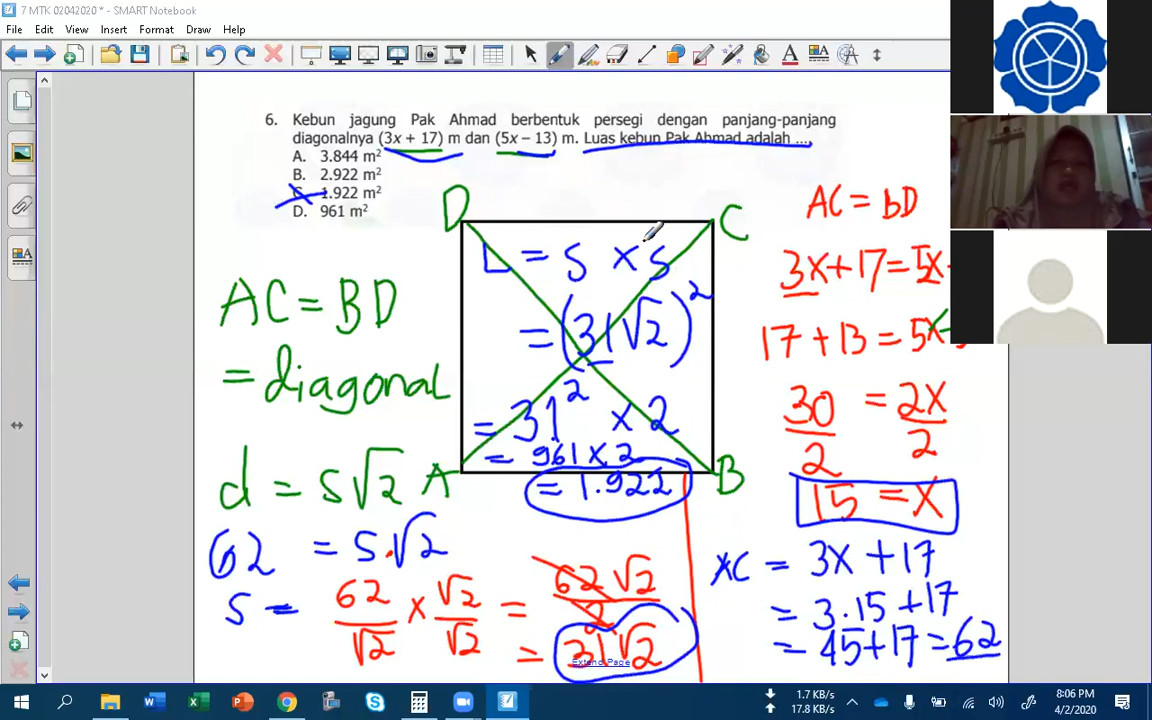 7 MTK 02042020 * - SMART Notebook
File Edit View Insert Format Draw Help
6. Kebun jagung Pak Ahmad berbentuk persegi dengan panjang-panjang
diagonalnya (3x + 17) m dan (5x – 13) m. Luas kebun Pak Ahmad adalah ....
A. 3.844 m²
B. 2.922 m²
C. 1.922 m²
D. 961 m²
D
C
A
B
L = s x s
= (31√2)²
= 31² x 2
= 961 x 2
= 1.922
AC = BD
= diagonal
d = s√2
62 = s.√2
s = 62/√2 x √2/√2 = 62√2/2
= 31√2
Extend Page
AC = bD
3x+17=5x-
17+13=5x-
30/2 = 2x/2
15 = x
AC = 3x+17
= 3.15+17
= 45+17=62
1.7 KB/s
17.8 KB/s
8:06 PM
4/2/2020